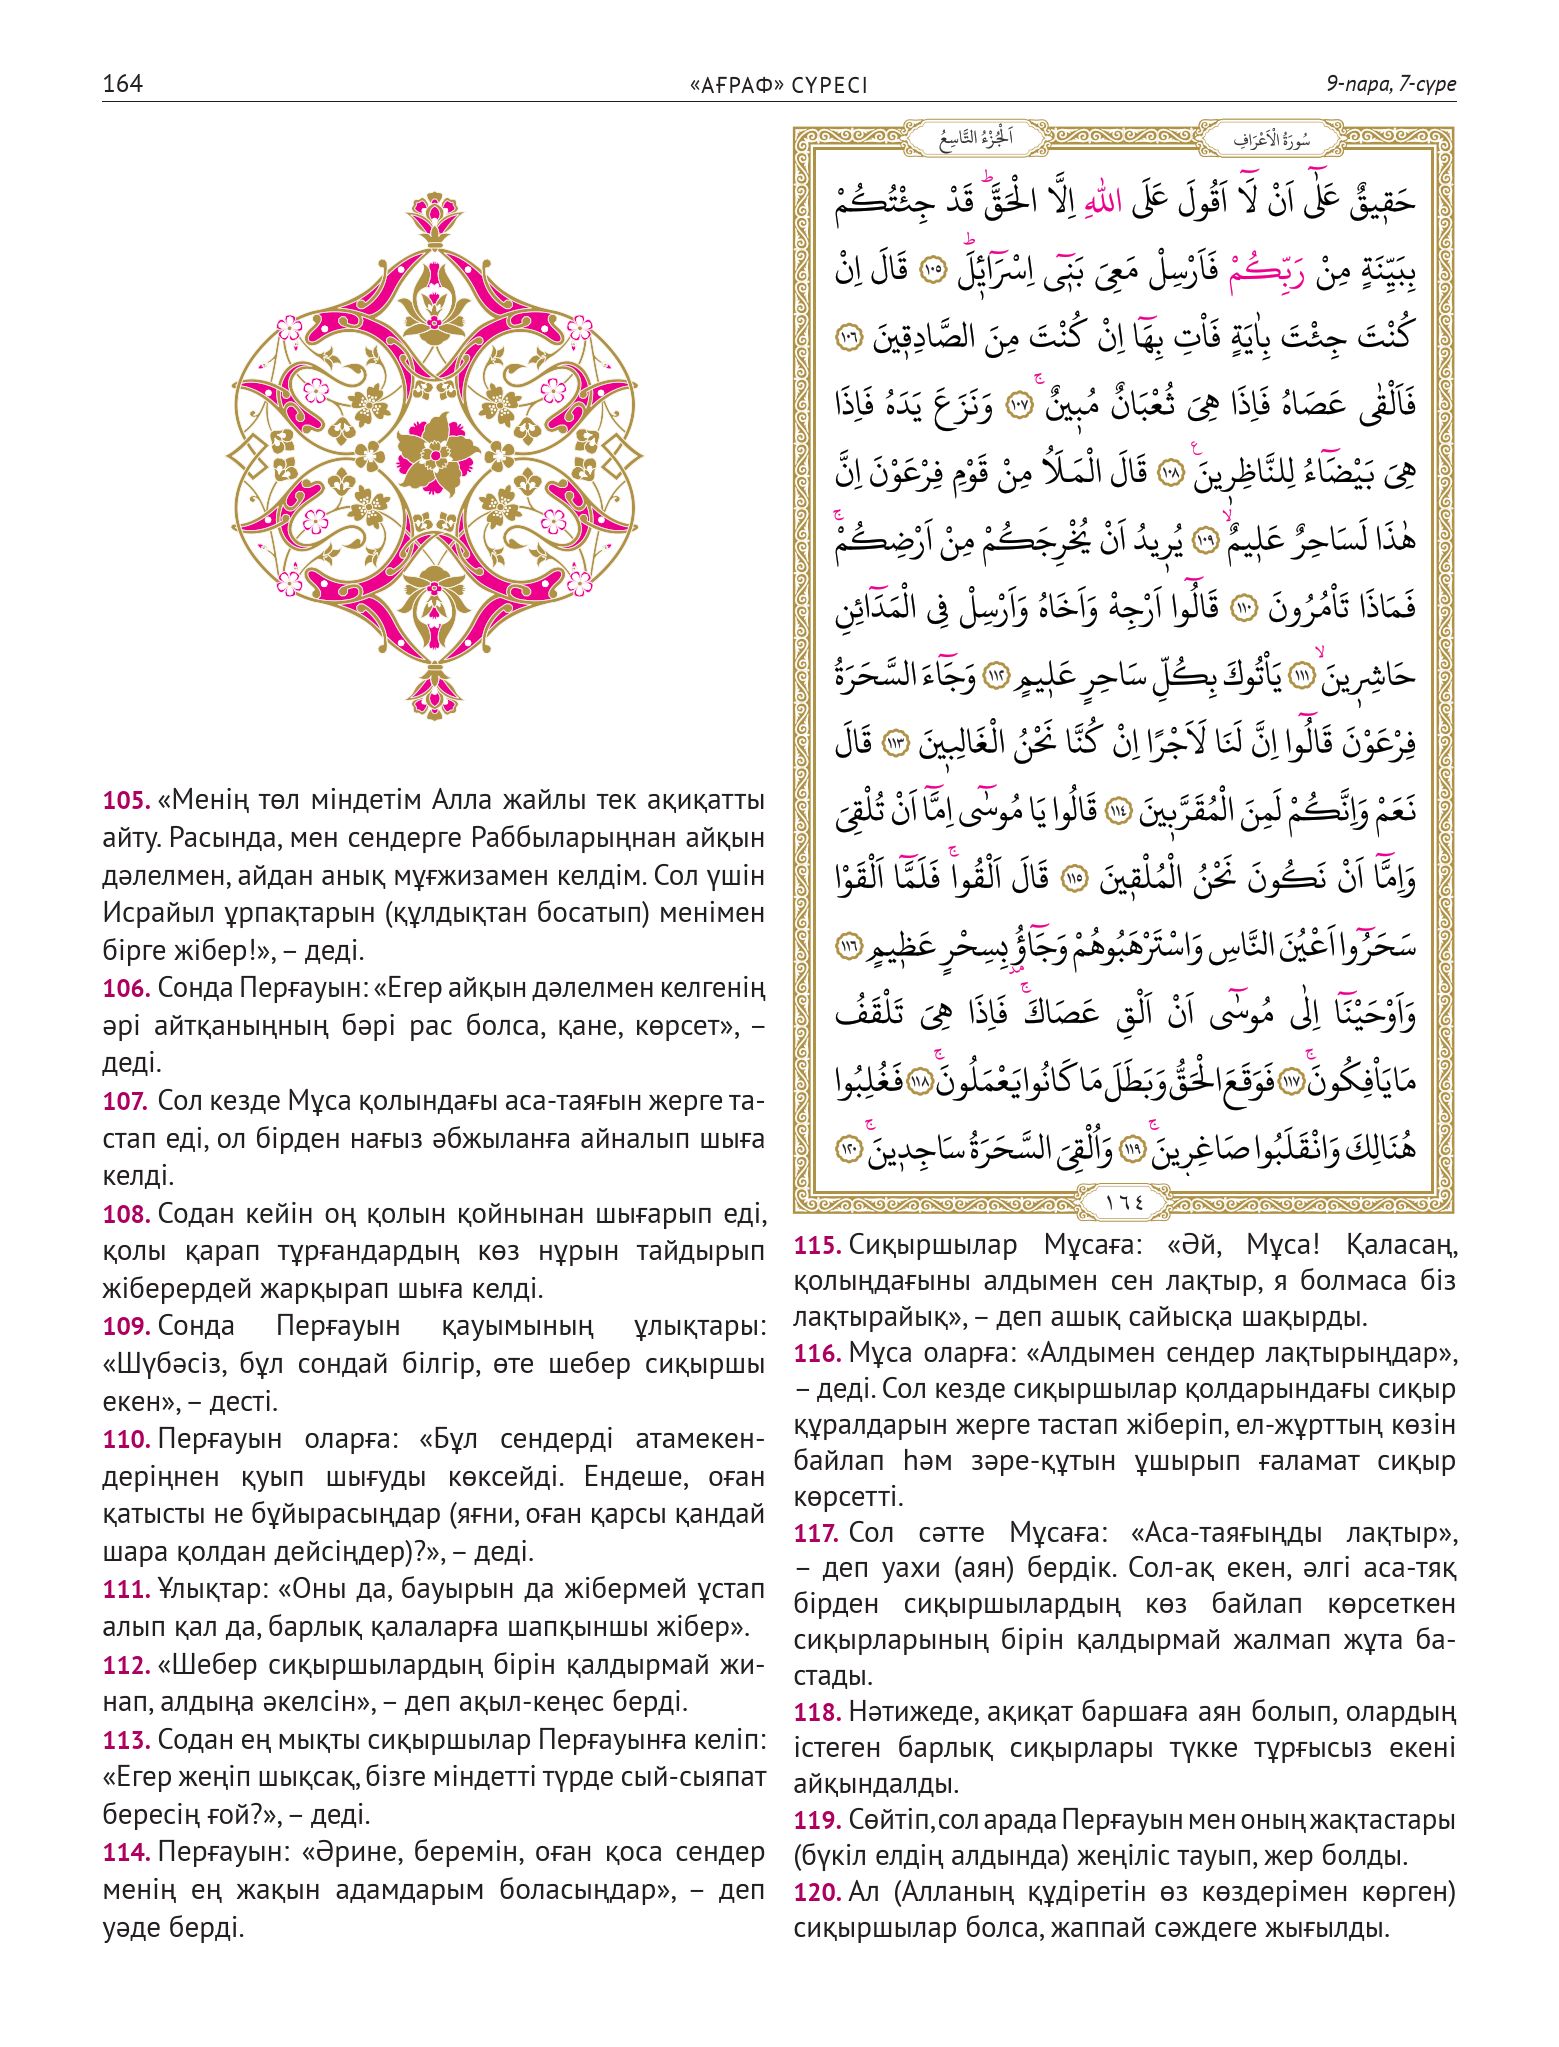 164
«АҒРАФ» СҮРЕСІ
9-пара, 7-сүре
سُورَةُ الْاَعْرَافِ
اَلْجُزْءُ التَّاسِعُ
حَقٖيقٌ عَلٰٓى اَنْ لَٓا اَقُولَ عَلَى اللّٰهِ اِلَّا الْحَقَّۜ قَدْ جِئْتُكُمْ
بِبَيِّنَةٍ مِنْ رَبِّكُمْ فَاَرْسِلْ مَعِىَ بَنٖٓى اِسْرَٓائٖلَۜ ﴿١٠٥﴾ قَالَ اِنْ
كُنْتَ جِئْتَ بِاٰيَةٍ فَاْتِ بِهَٓا اِنْ كُنْتَ مِنَ الصَّادِقٖينَ ﴿١٠٦﴾
فَاَلْقٰى عَصَاهُ فَاِذَا هِىَ ثُعْبَانٌ مُبٖينٌۚ ﴿١٠٧﴾ وَنَزَعَ يَدَهُ فَاِذَا
هِىَ بَيْضَٓاءُ لِلنَّاظِرٖينَ ﴿١٠٨﴾ قَالَ الْمَلَاُ مِنْ قَوْمِ فِرْعَوْنَ اِنَّ
هٰذَا لَسَاحِرٌ عَلٖيمٌۙ ﴿١٠٩﴾ يُرٖيدُ اَنْ يُخْرِجَكُمْ مِنْ اَرْضِكُمْۚ
فَمَاذَا تَاْمُرُونَ ﴿١١٠﴾ قَالُٓوا اَرْجِهْ وَاَخَاهُ وَاَرْسِلْ فِى الْمَدَٓائِنِ
حَاشِرٖينَۙ ﴿١١١﴾ يَاْتُوكَ بِكُلِّ سَاحِرٍ عَلٖيمٍ ﴿١١٢﴾ وَجَٓاءَ السَّحَرَةُ
فِرْعَوْنَ قَالُٓوا اِنَّ لَنَا لَاَجْرًا اِنْ كُنَّا نَحْنُ الْغَالِبٖينَ ﴿١١٣﴾ قَالَ
نَعَمْ وَاِنَّكُمْ لَمِنَ الْمُقَرَّبٖينَ ﴿١١٤﴾ قَالُوا يَا مُوسٰٓى اِمَّٓا اَنْ تُلْقِىَ
وَاِمَّٓا اَنْ نَكُونَ نَحْنُ الْمُلْقٖينَ ﴿١١٥﴾ قَالَ اَلْقُواۚ فَلَمَّٓا اَلْقَوْا
سَحَرُٓوا اَعْيُنَ النَّاسِ وَاسْتَرْهَبُوهُمْ وَجَٓاؤُ۫ بِسِحْرٍ عَظٖيمٍ ﴿١١٦﴾
وَاَوْحَيْنَٓا اِلٰى مُوسٰٓى اَنْ اَلْقِ عَصَاكَۚ فَاِذَا هِىَ تَلْقَفُ
مَا يَاْفِكُونَۚ ﴿١١٧﴾ فَوَقَعَ الْحَقُّ وَبَطَلَ مَا كَانُوا يَعْمَلُونَۚ ﴿١١٨﴾ فَغُلِبُوا
هُنَالِكَ وَانْقَلَبُوا صَاغِرٖينَۚ ﴿١١٩﴾ وَاُلْقِىَ السَّحَرَةُ سَاجِدٖينَۚ ﴿١٢٠﴾
١٦٤
105. «Менің төл міндетім Алла жайлы тек ақиқатты
айту. Расында, мен сендерге Раббыларыңнан айқын
дәлелмен, айдан анық мұғжизамен келдім. Сол үшін
Исрайыл ұрпақтарын (құлдықтан босатып) менімен
бірге жібер!», – деді.
106. Сонда Перғауын: «Егер айқын дәлелмен келгенің
әрі айтқаныңның бәрі рас болса, қане, көрсет», –
деді.
107. Сол кезде Мұса қолындағы аса-таяғын жерге та-
стап еді, ол бірден нағыз әбжыланға айналып шыға
келді.
108. Содан кейін оң қолын қойнынан шығарып еді,
қолы қарап тұрғандардың көз нұрын тайдырып
жіберердей жарқырап шыға келді.
109. Сонда Перғауын қауымының ұлықтары:
«Шүбәсіз, бұл сондай білгір, өте шебер сиқыршы
екен», – десті.
110. Перғауын оларға: «Бұл сендерді атамекен-
деріңнен қуып шығуды көксейді. Ендеше, оған
қатысты не бұйырасыңдар (яғни, оған қарсы қандай
шара қолдан дейсіңдер)?», – деді.
111. Ұлықтар: «Оны да, бауырын да жібермей ұстап
алып қал да, барлық қалаларға шапқыншы жібер».
112. «Шебер сиқыршылардың бірін қалдырмай жи-
нап, алдыңа әкелсін», – деп ақыл-кеңес берді.
113. Содан ең мықты сиқыршылар Перғауынға келіп:
«Егер жеңіп шықсақ, бізге міндетті түрде сый-сыяпат
бересің ғой?», – деді.
114. Перғауын: «Әрине, беремін, оған қоса сендер
менің ең жақын адамдарым боласыңдар», – деп
уәде берді.
115. Сиқыршылар Мұсаға: «Әй, Мұса! Қаласаң,
қолыңдағыны алдымен сен лақтыр, я болмаса біз
лақтырайық», – деп ашық сайысқа шақырды.
116. Мұса оларға: «Алдымен сендер лақтырыңдар»,
– деді. Сол кезде сиқыршылар қолдарындағы сиқыр
құралдарын жерге тастап жіберіп, ел-жұрттың көзін
байлап һәм зәре-құтын ұшырып ғаламат сиқыр
көрсетті.
117. Сол сәтте Мұсаға: «Аса-таяғыңды лақтыр»,
– деп уахи (аян) бердік. Сол-ақ екен, әлгі аса-тяқ
бірден сиқыршылардың көз байлап көрсеткен
сиқырларының бірін қалдырмай жалмап жұта ба-
стады.
118. Нәтижеде, ақиқат баршаға аян болып, олардың
істеген барлық сиқырлары түкке тұрғысыз екені
айқындалды.
119. Сөйтіп, сол арада Перғауын мен оның жақтастары
(бүкіл елдің алдында) жеңіліс тауып, жер болды.
120. Ал (Алланың құдіретін өз көздерімен көрген)
сиқыршылар болса, жаппай сәждеге жығылды.